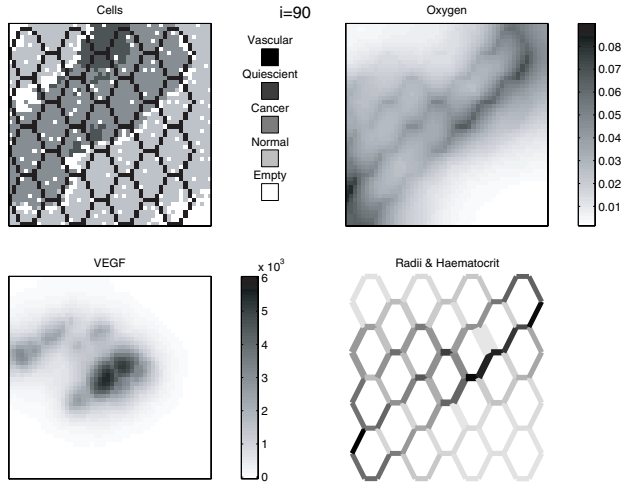 Cells
i=90
Vascular
Quiescient
Cancer
Normal
Empty
Oxygen
0.08
0.07
0.06
0.05
0.04
0.03
0.02
0.01
VEGF
x 10³
6
5
4
3
2
1
0
Radii & Haematocrit